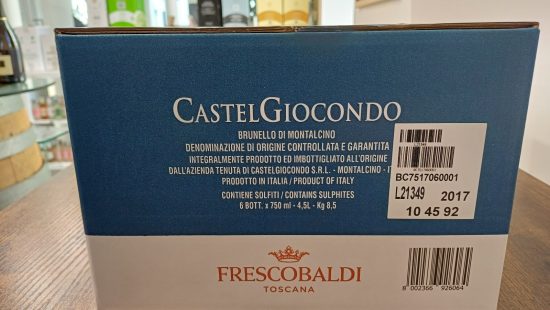 CASTELGIOCONDO
BRUNELLO DI MONTALCINO
DENOMINAZIONE DI ORIGINE CONTROLLATA E GARANTITA
INTEGRALMENTE PRODOTTO ED IMBOTTIGLIATO ALL'ORIGINE
DALL'AZIENDA TENUTA DI CASTELGIOCONDO S.R.L. - MONTALCINO -
PRODOTTO IN ITALIA / PRODUCT OF ITALY
CONTIENE SOLFITI / CONTAINS SULPHITES
6 BOTT. x 750 ml - 4,5L - Kg 8,5
BC7517060001
L21349 2017
10 45 92
FRESCOBALDI
TOSCANA
8 002366 926064